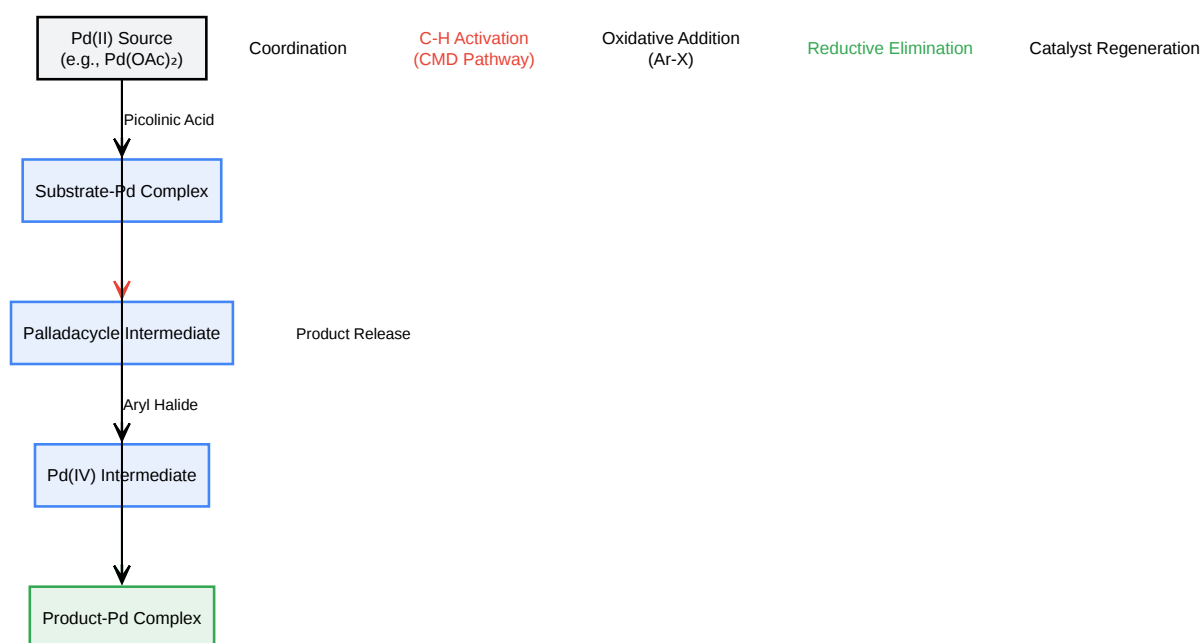 Pd(II) Source
(e.g., Pd(OAc)₂)
Coordination
C-H Activation
(CMD Pathway)
Oxidative Addition
(Ar-X)
Reductive Elimination
Catalyst Regeneration
Picolinic Acid
Substrate-Pd Complex
Palladacycle Intermediate
Product Release
Aryl Halide
Pd(IV) Intermediate
Product-Pd Complex